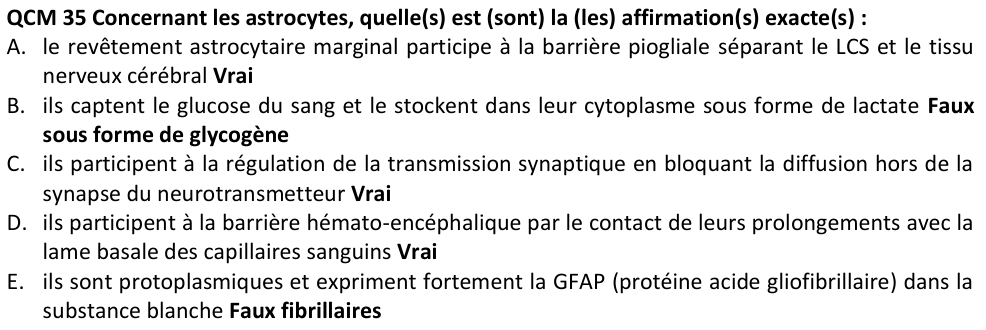 QCM 35 Concernant les astrocytes, quelle(s) est (sont) la (les) affirmation(s) exacte(s) :
A. le revêtement astrocytaire marginal participe à la barrière piogliale séparant le LCS et le tissu
nerveux cérébral Vrai
B. ils captent le glucose du sang et le stockent dans leur cytoplasme sous forme de lactate Faux
sous forme de glycogène
C. ils participent à la régulation de la transmission synaptique en bloquant la diffusion hors de la
synapse du neurotransmetteur Vrai
D. ils participent à la barrière hémato-encéphalique par le contact de leurs prolongements avec la
lame basale des capillaires sanguins Vrai
E. ils sont protoplasmiques et expriment fortement la GFAP (protéine acide gliofibrillaire) dans la
substance blanche Faux fibrillaires